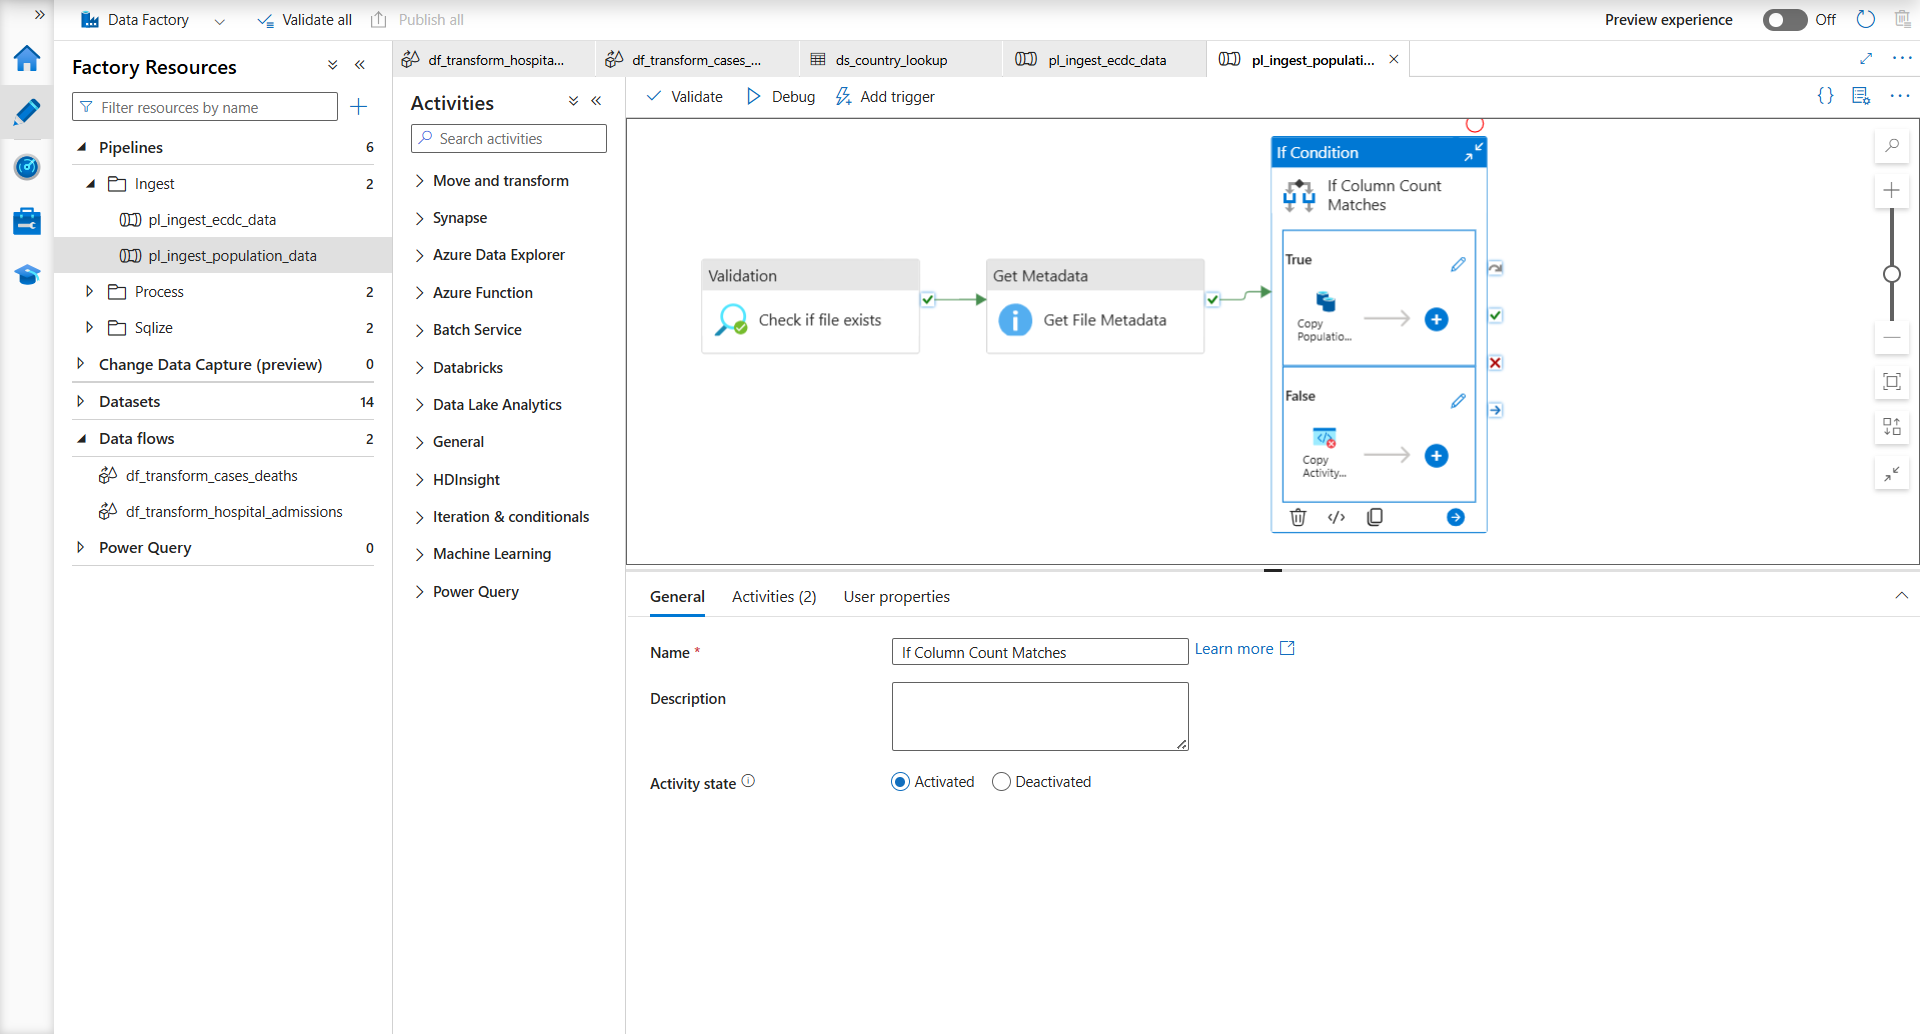 Data Factory
Validate all
Publish all
Preview experience
Off
Factory Resources
Filter resources by name
Pipelines 6
Ingest 2
pl_ingest_ecdc_data
pl_ingest_population_data
Process 2
Sqlize 2
Change Data Capture (preview) 0
Datasets 14
Data flows 2
df_transform_cases_deaths
df_transform_hospital_admissions
Power Query 0
df_transform_hospita...
df_transform_cases_...
ds_country_lookup
pl_ingest_ecdc_data
pl_ingest_populati...
Activities
Search activities
Move and transform
Synapse
Azure Data Explorer
Azure Function
Batch Service
Databricks
Data Lake Analytics
General
HDInsight
Iteration & conditionals
Machine Learning
Power Query
Validate
Debug
Add trigger
Validation
Check if file exists
Get Metadata
Get File Metadata
If Condition
If Column Count
Matches
True
Copy
Populatio...
False
Copy
Activity...
General
Activities (2)
User properties
Name *
If Column Count Matches
Learn more
Description
Activity state
Activated
Deactivated